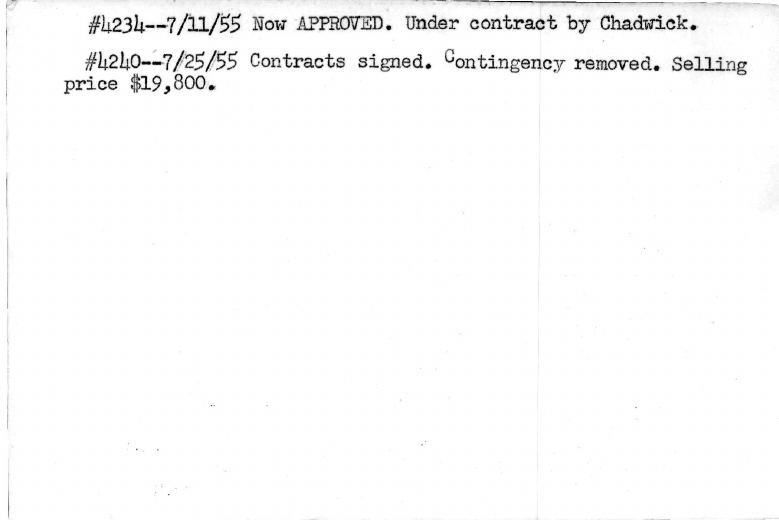 #4234--7/11/55 Now APPROVED. Under contract by Chadwick.
#4240--7/25/55 Contracts signed. Contingency removed. Selling
price $19,800.